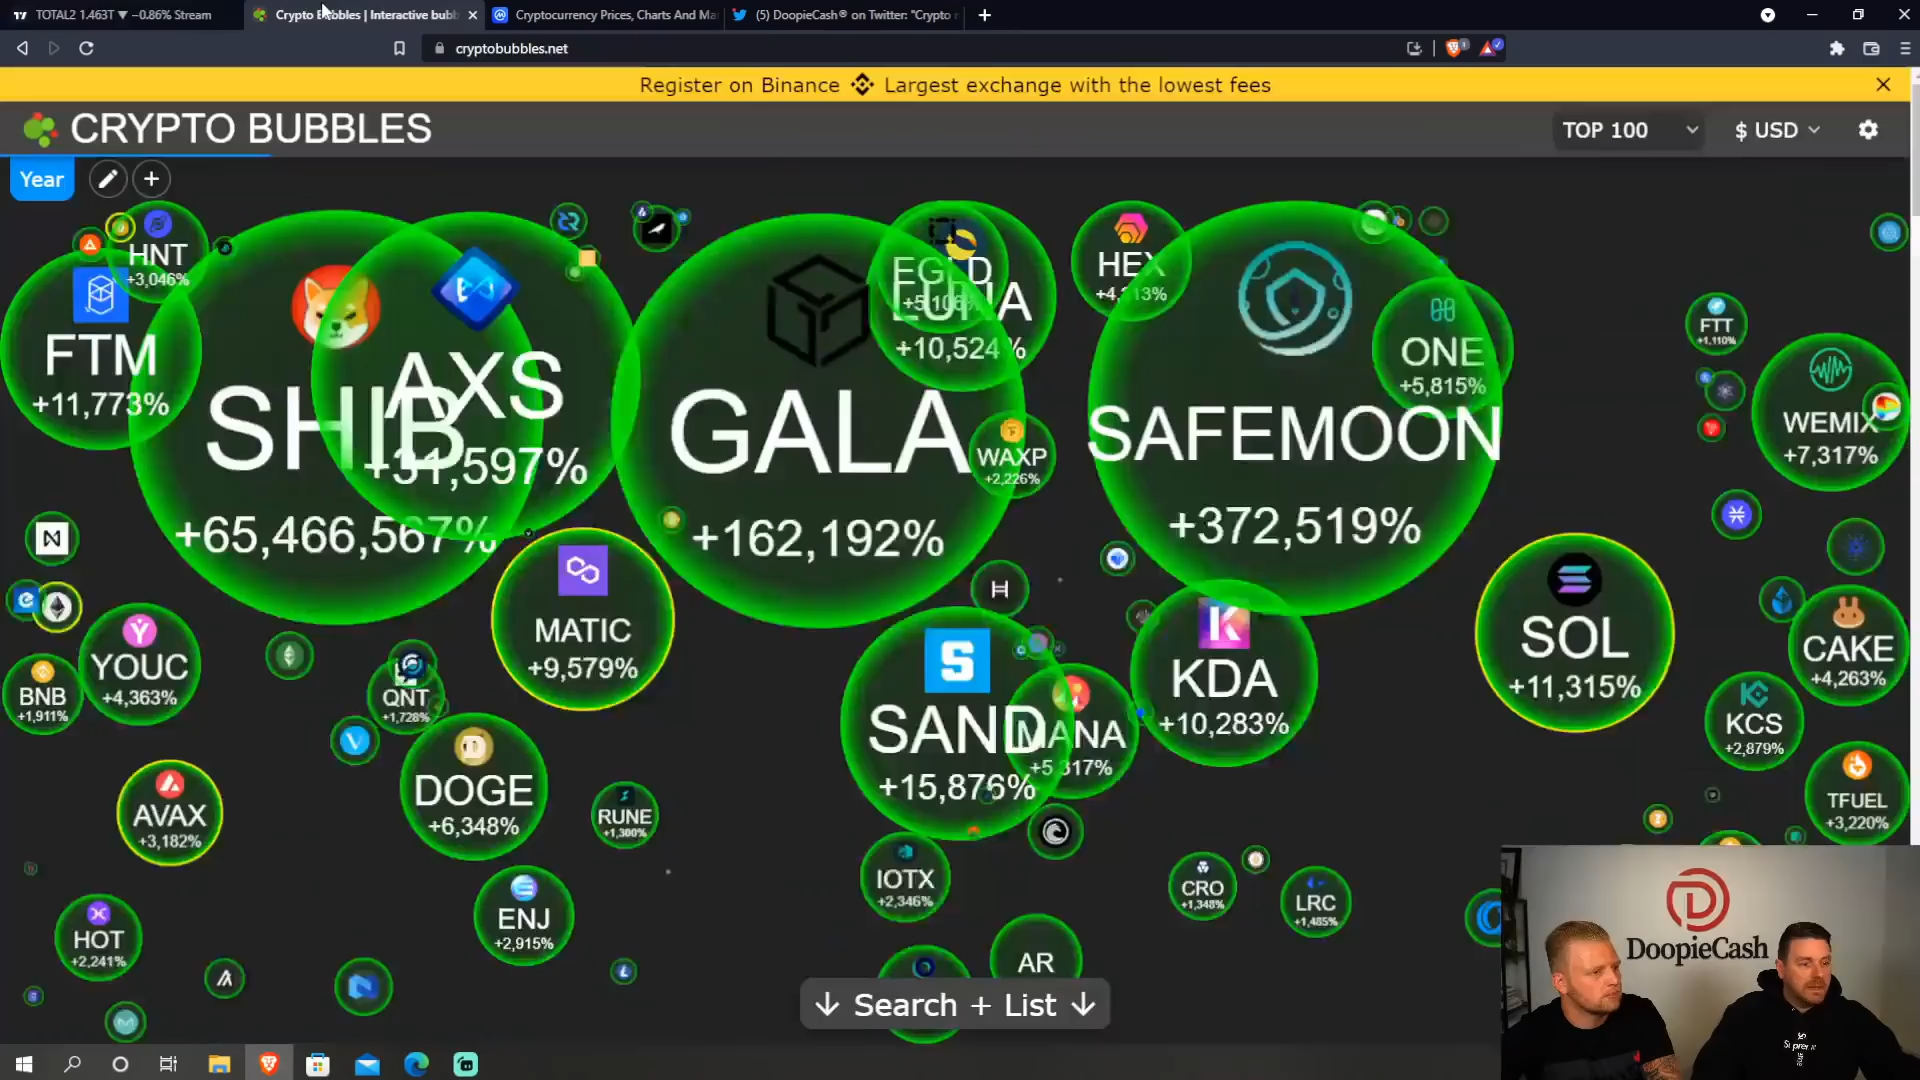 TOTAL2 1.463T ▼ −0.86% Stream
Crypto Bubbles | Interactive bubb
Cryptocurrency Prices, Charts And Ma
(5) DoopieCash® on Twitter: "Crypto
cryptobubbles.net
Register on Binance Largest exchange with the lowest fees
CRYPTO BUBBLES
TOP 100
$ USD
Year
HNT
+3,046%
FTM
+11,773%
SHIB
+65,466,567%
AXS
+31,597%
GALA
+162,192%
EGLD
LUNA
+10,524%
HEX
SAFEMOON
+372,519%
ONE
+5,815%
FTT
+1,110%
WEMIX
+7,317%
WAXP
+2,226%
MATIC
+9,579%
YOUC
+4,363%
BNB
+1,911%
QNT
+1,728%
SAND
+15,876%
MANA
KDA
+10,283%
SOL
+11,315%
CAKE
+4,263%
KCS
+2,879%
DOGE
+6,348%
AVAX
+3,182%
RUNE
+1,300%
TFUEL
+3,220%
IOTX
+2,346%
CRO
+1,348%
LRC
+1,485%
ENJ
+2,915%
HOT
+2,241%
AR
↓ Search + List ↓
DoopieCash